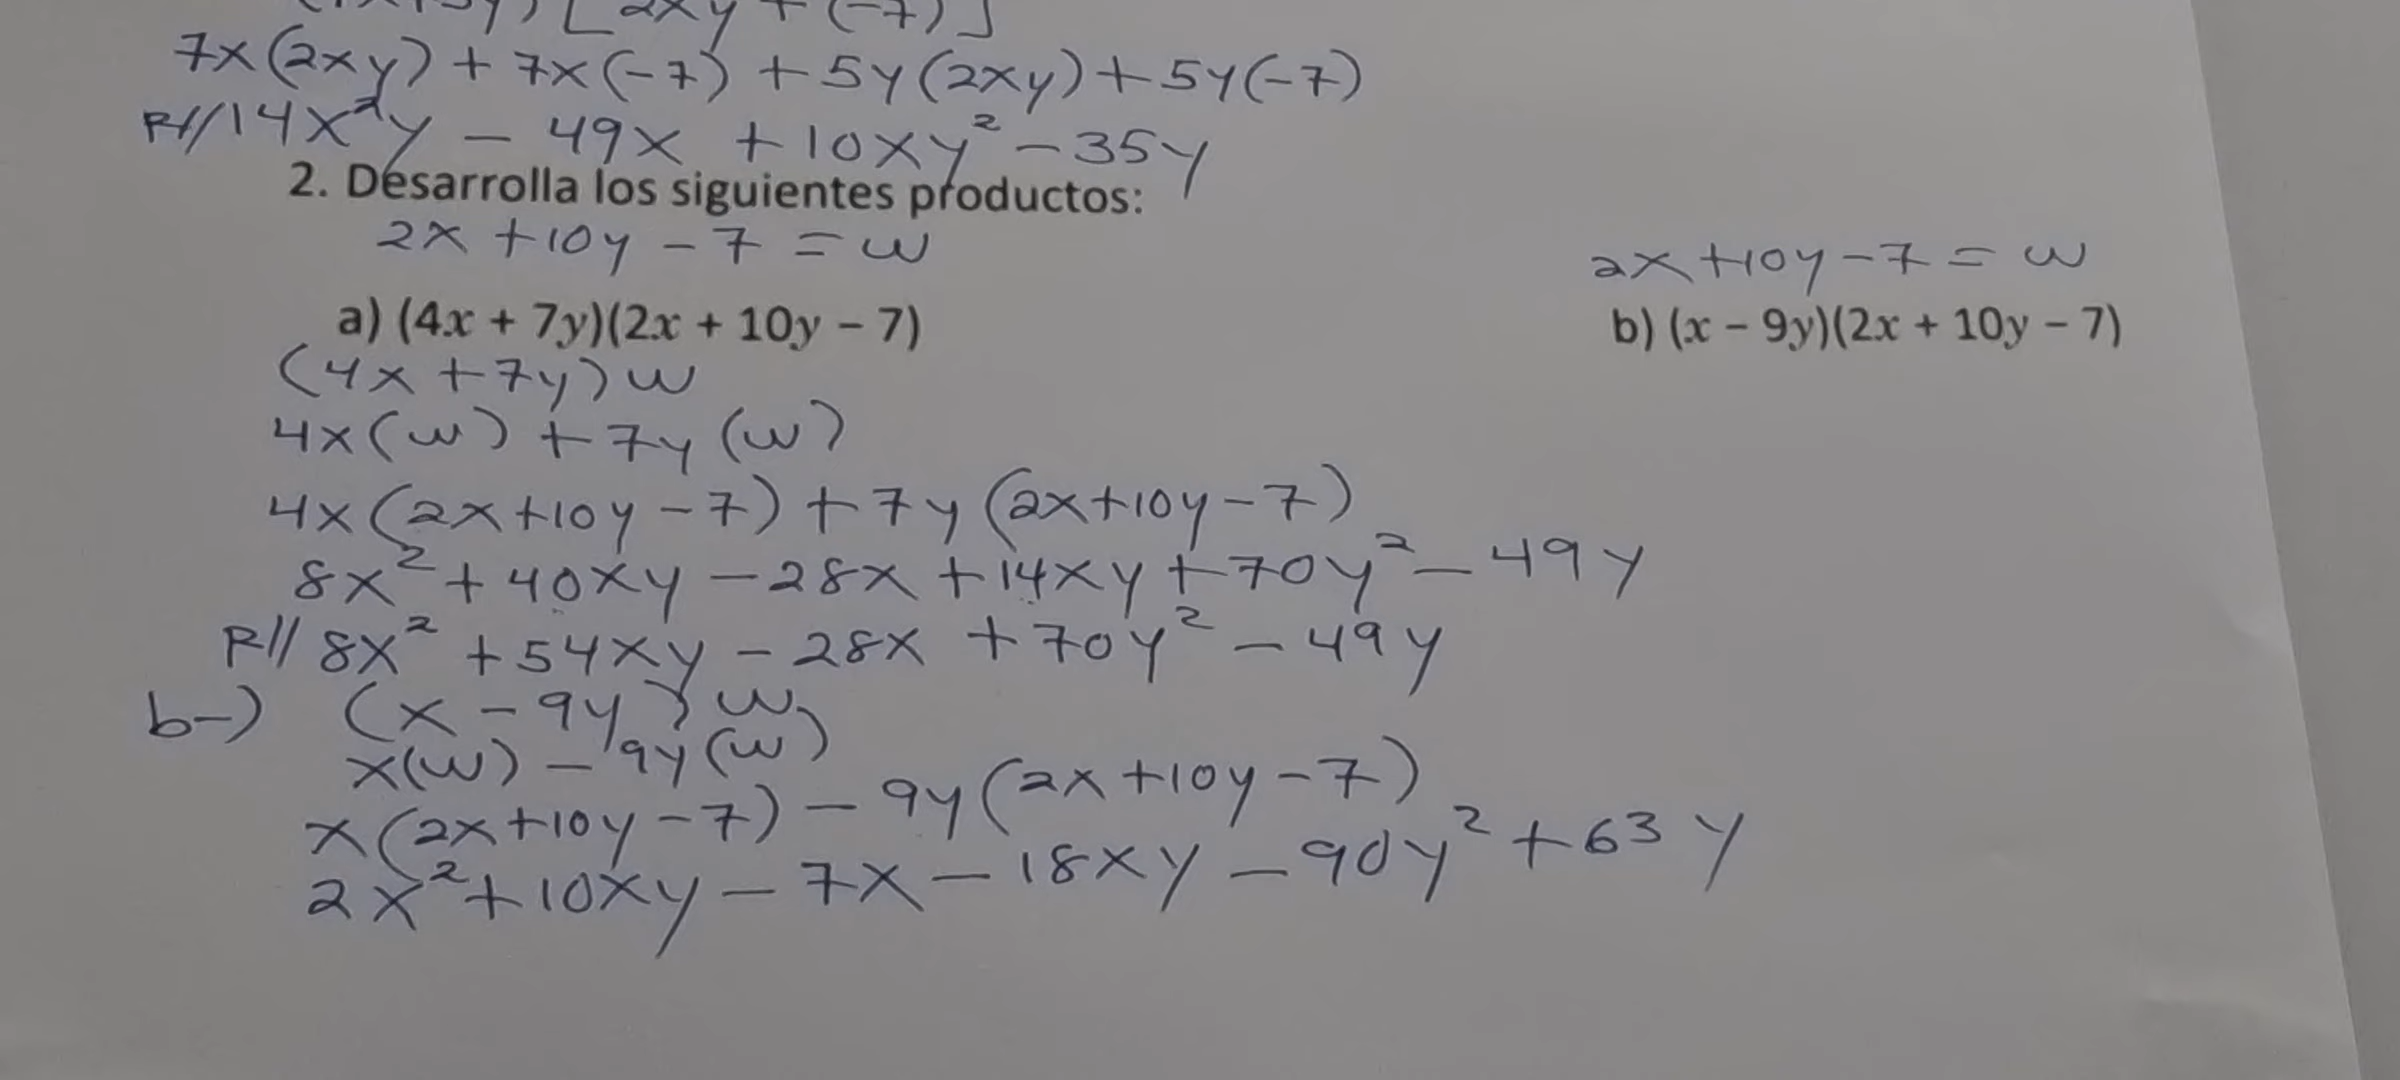 [2xy + (-7)]
7x(2xy) + 7x(-7) + 5y(2xy) + 5y(-7)
R// 14x²y - 49x + 10xy² - 35y
2. Desarrolla los siguientes productos:
2x + 10y - 7 = w
2x + 10y - 7 = w
a) (4x + 7y)(2x + 10y – 7)
b) (x – 9y)(2x + 10y – 7)
(4x + 7y) w
4x(w) + 7y(w)
4x(2x + 10y - 7) + 7y(2x + 10y - 7)
8x² + 40xy - 28x + 14xy + 70y² - 49y
R// 8x² + 54xy - 28x + 70y² - 49y
b-) (x - 9y) w
x(w) - 9y(w)
x(2x + 10y - 7) - 9y(2x + 10y - 7)
2x² + 10xy - 7x - 18xy - 90y² + 63y